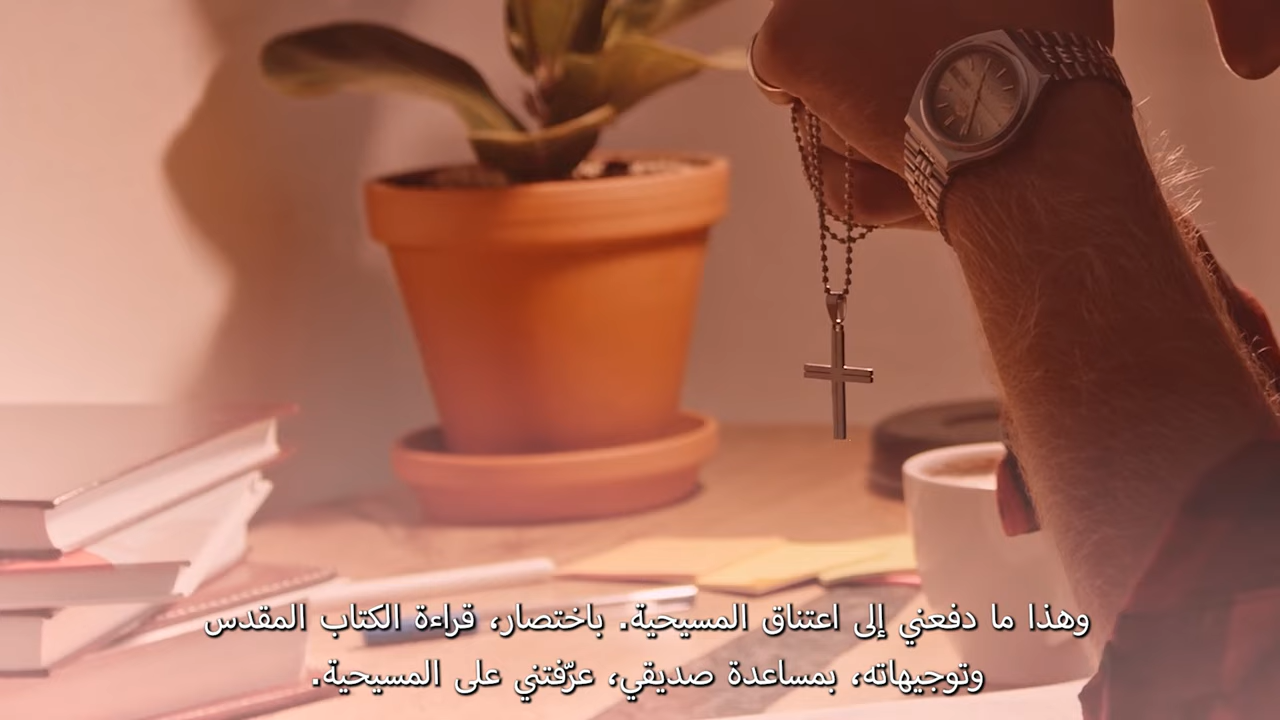 وهذا ما دفعني إلى اعتناق المسيحية. باختصار، قراءة الكتاب المقدس
وتوجيهاته، بمساعدة صديقي، عرّفتني على المسيحية.